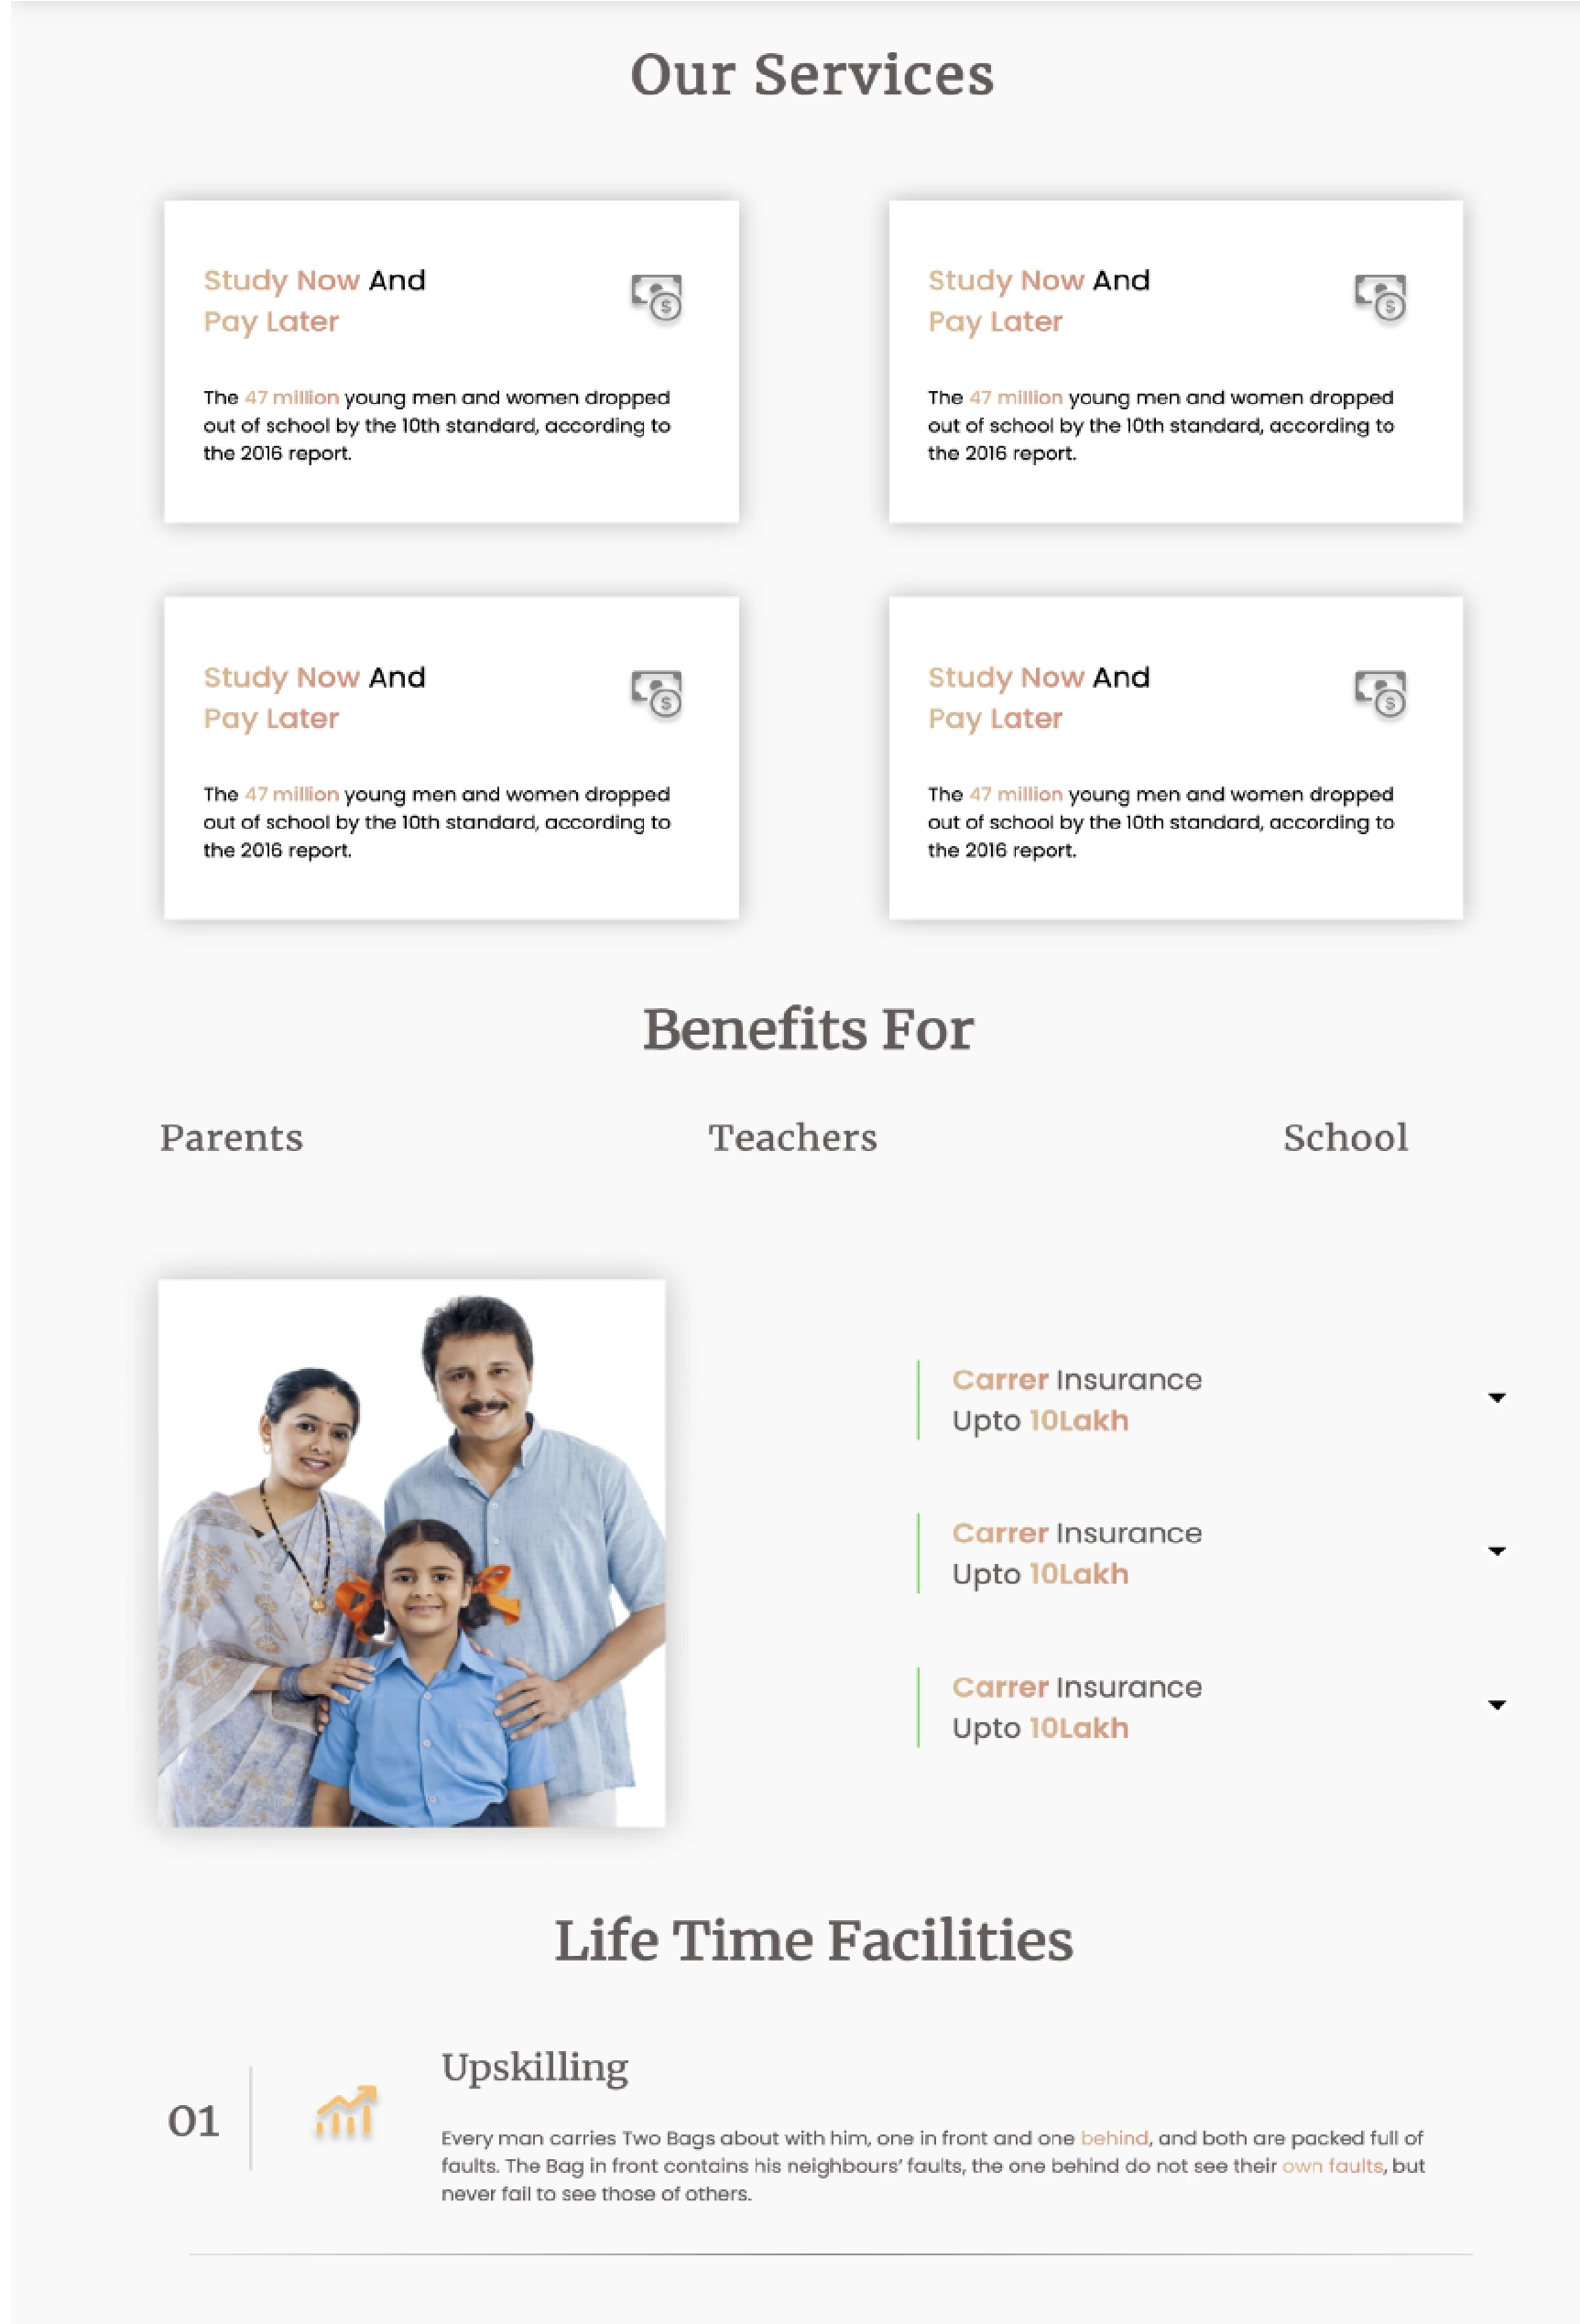 Our Services
Study Now And
Pay Later
The 47 million young men and women dropped
out of school by the 10th standard, according to
the 2016 report.
Study Now And
Pay Later
The 47 million young men and women dropped
out of school by the 10th standard, according to
the 2016 report.
Study Now And
Pay Later
The 47 million young men and women dropped
out of school by the 10th standard, according to
the 2016 report.
Study Now And
Pay Later
The 47 million young men and women dropped
out of school by the 10th standard, according to
the 2016 report.
Benefits For
Parents
Teachers
School
Carrer Insurance
Upto 10Lakh
Carrer Insurance
Upto 10Lakh
Carrer Insurance
Upto 10Lakh
Life Time Facilities
01
Upskilling
Every man carries Two Bags about with him, one in front and one behind, and both are packed full of
faults. The Bag in front contains his neighbours’ faults, the one behind do not see their own faults, but
never fail to see those of others.